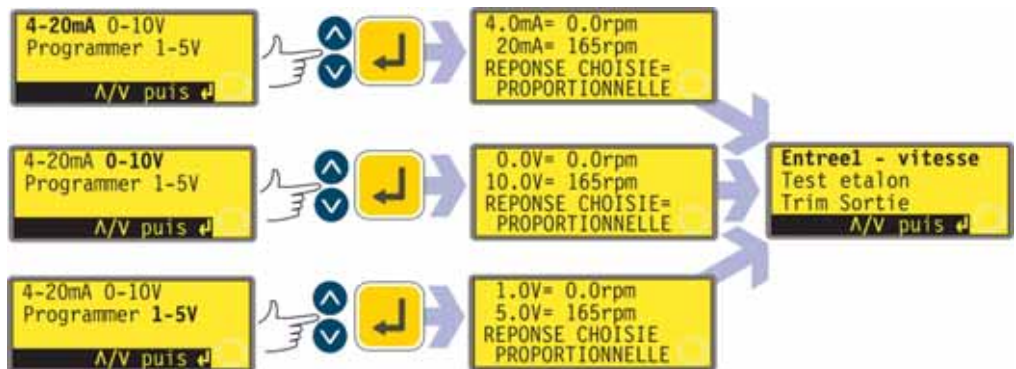 4-20mA 0-10V
Programmer 1-5V
Λ/V puis ↲
4.0mA= 0.0rpm
20mA= 165rpm
REPONSE CHOISIE=
PROPORTIONNELLE
4-20mA 0-10V
Programmer 1-5V
Λ/V puis ↲
0.0V= 0.0rpm
10.0V= 165rpm
REPONSE CHOISIE=
PROPORTIONNELLE
Entree1 - vitesse
Test etalon
Trim Sortie
Λ/V puis ↲
4-20mA 0-10V
Programmer 1-5V
Λ/V puis ↲
1.0V= 0.0rpm
5.0V= 165rpm
REPONSE CHOISIE
PROPORTIONNELLE